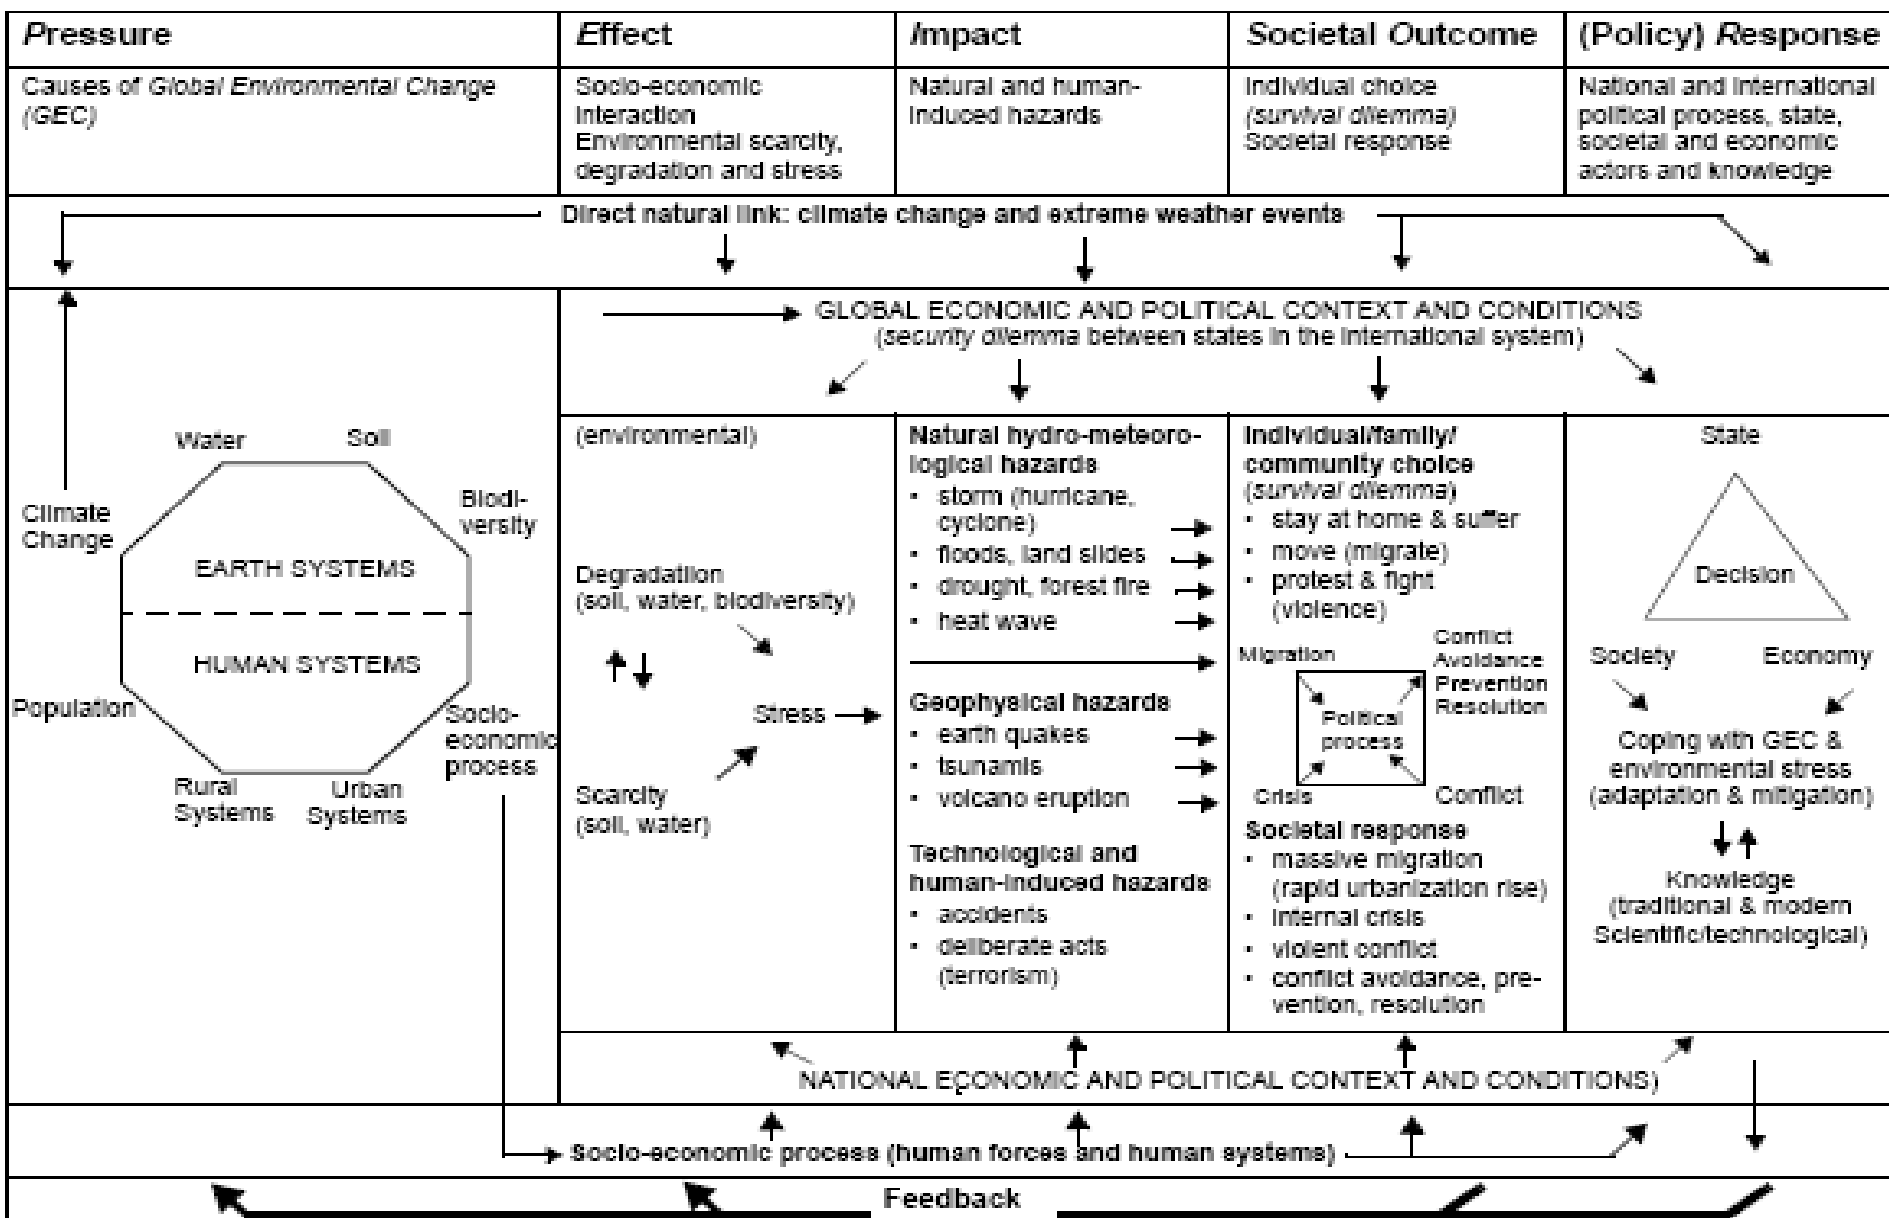 Pressure
Effect
Impact
Societal Outcome
(Policy) Response
Causes of Global Environmental Change
(GEC)
Socio-economic
Interaction
Environmental scarcity,
degradation and stress
Natural and human-
Induced hazards
Individual choice
(survival dilemma)
Societal response
National and International
political process, state,
societal and economic
actors and knowledge
Direct natural link: climate change and extreme weather events
GLOBAL ECONOMIC AND POLITICAL CONTEXT AND CONDITIONS
(security dilemma between states in the international system)
Water
Soil
Climate
Change
Biodi-
versity
EARTH SYSTEMS
HUMAN SYSTEMS
Population
Socio-
economic
process
Rural
Systems
Urban
Systems
(environmental)
Degradatiion
(soil, water, biodiversity)
Stress
Scarcity
(soil, water)
Natural hydro-meteoro-
logical hazards
• storm (hurricane,
cyclone)
• floods, land slides
• drought, forest fire
• heat wave
Geophysical hazards
• earth quakes
• tsunamis
• volcano eruption
Technological and
human-induced hazards
• accidents
• deliberate acts
(terrorism)
Individual/family/
community choice
(survival dilemma)
• stay at home & suffer
• move (migrate)
• protest & fight
(violence)
Migration
Conflict
Avoidance
Prevention
Resolution
Political
process
Crisis
Conflict
Societal response
• massive migration
(rapid urbanization rise)
• internal crisis
• violent conflict
• conflict avoidance, pre-
vention, resolution
State
Decision
Society
Economy
Coping with GEC &
environmental stress
(adaptation & mitigation)
Knowledge
(traditional & modern
Scientific/technological)
NATIONAL ECONOMIC AND POLITICAL CONTEXT AND CONDITIONS)
Socio-economic process (human forces and human systems)
Feedback